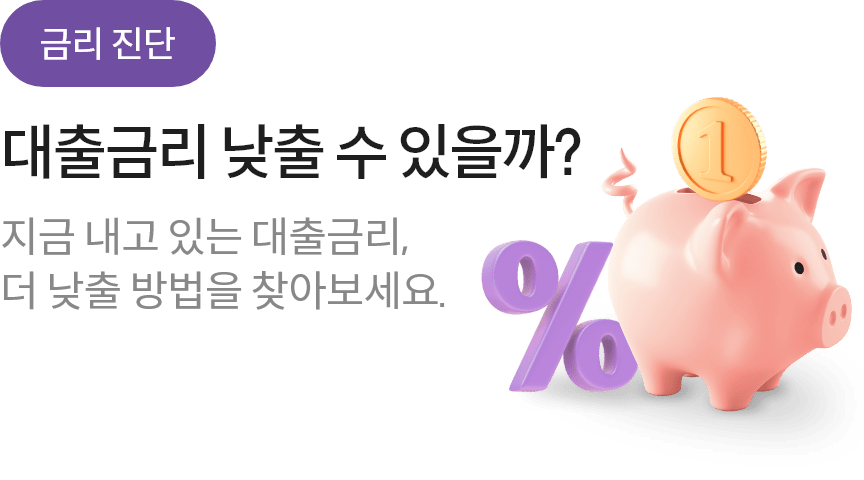 금리 진단
대출금리 낮출 수 있을까?
지금 내고 있는 대출금리,
더 낮출 방법을 찾아보세요.
1
%